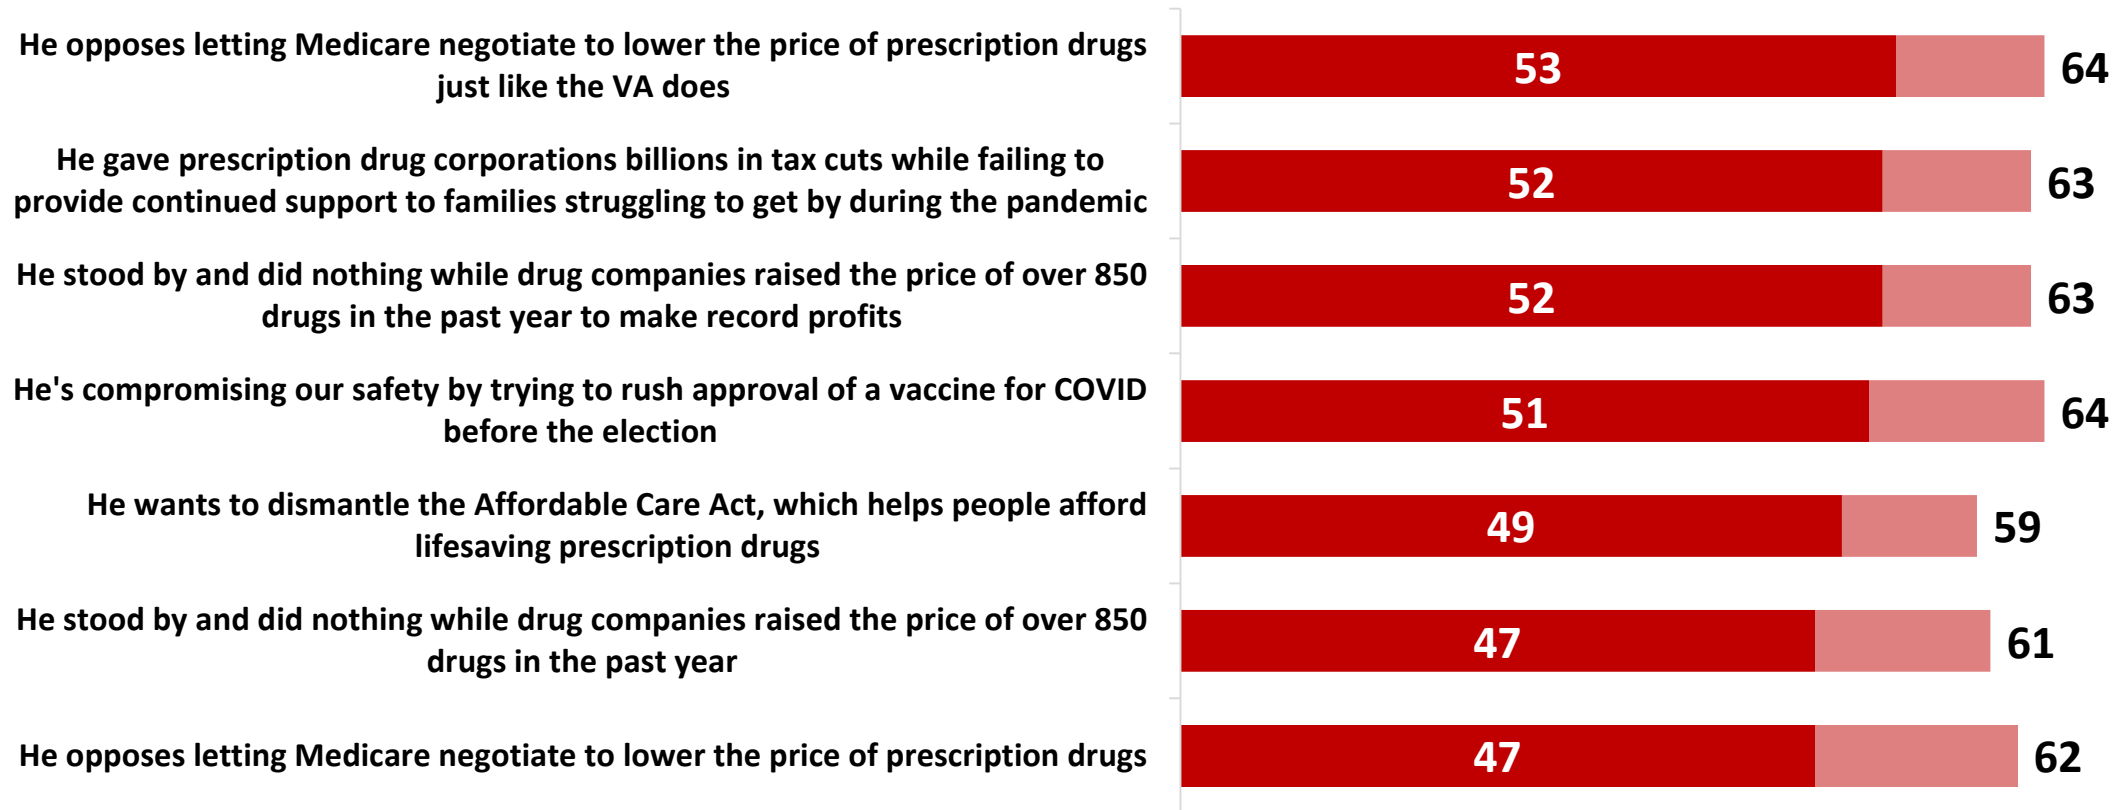 He opposes letting Medicare negotiate to lower the price of prescription drugs
just like the VA does
53
64
He gave prescription drug corporations billions in tax cuts while failing to
provide continued support to families struggling to get by during the pandemic
52
63
He stood by and did nothing while drug companies raised the price of over 850
drugs in the past year to make record profits
52
63
He's compromising our safety by trying to rush approval of a vaccine for COVID
before the election
51
64
He wants to dismantle the Affordable Care Act, which helps people afford
lifesaving prescription drugs
49
59
He stood by and did nothing while drug companies raised the price of over 850
drugs in the past year
47
61
He opposes letting Medicare negotiate to lower the price of prescription drugs
47
62